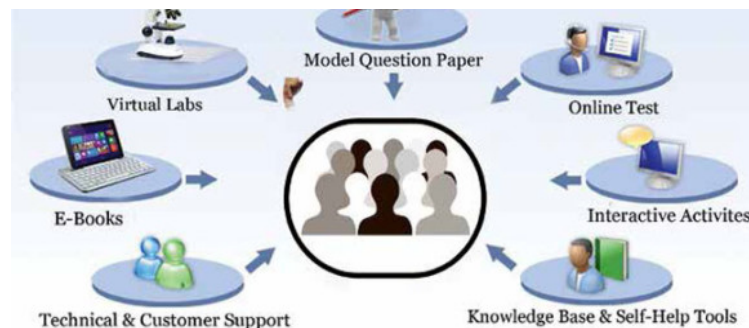 Model Question Paper
Virtual Labs
Online Test
E-Books
Interactive Activites
Technical & Customer Support
Knowledge Base & Self-Help Tools